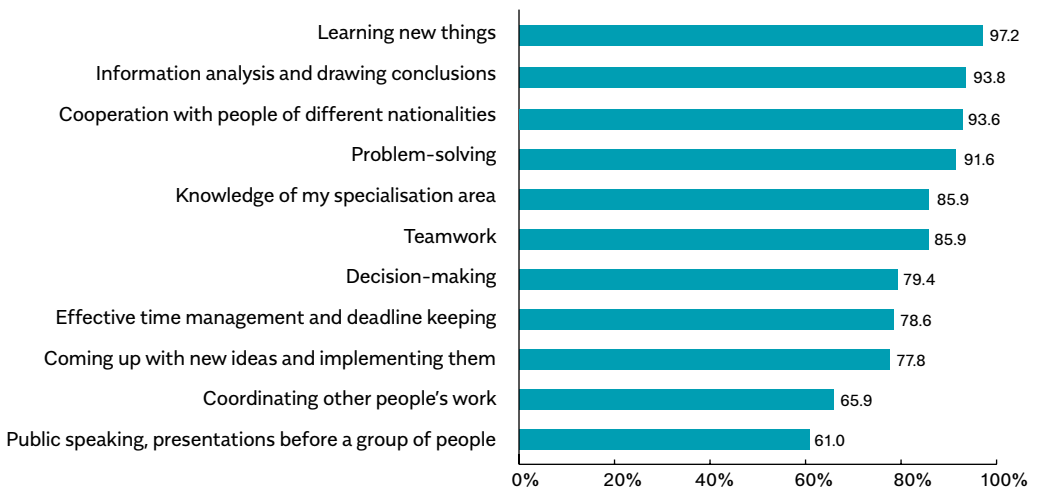 Learning new things 97.2
Information analysis and drawing conclusions 93.8
Cooperation with people of different nationalities 93.6
Problem-solving 91.6
Knowledge of my specialisation area 85.9
Teamwork 85.9
Decision-making 79.4
Effective time management and deadline keeping 78.6
Coming up with new ideas and implementing them 77.8
Coordinating other people's work 65.9
Public speaking, presentations before a group of people 61.0
0% 20% 40% 60% 80% 100%